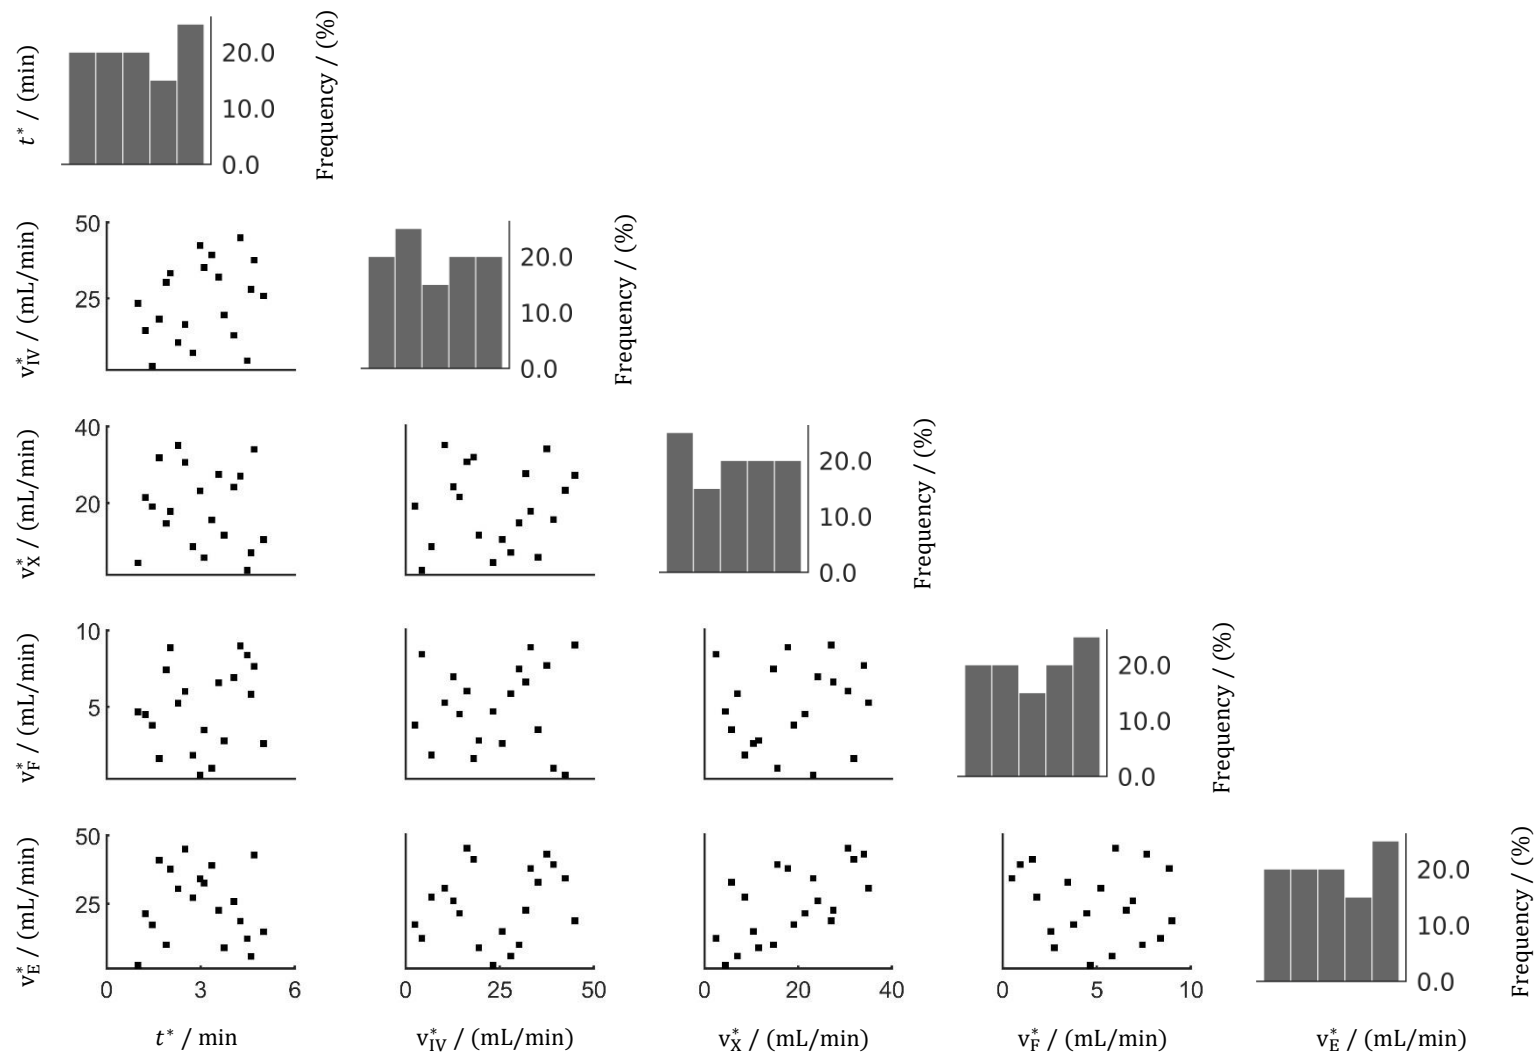 t* / (min)
20.0
10.0
0.0
Frequency / (%)
v*IV / (mL/min)
50
25
20.0
10.0
0.0
Frequency / (%)
v*X / (mL/min)
40
20
20.0
10.0
0.0
Frequency / (%)
v*F / (mL/min)
10
5
20.0
10.0
0.0
Frequency / (%)
v*E / (mL/min)
50
25
20.0
10.0
0.0
Frequency / (%)
0 3 6
0 25 50
0 20 40
0 5 10
t* / min
v*IV / (mL/min)
v*X / (mL/min)
v*F / (mL/min)
v*E / (mL/min)